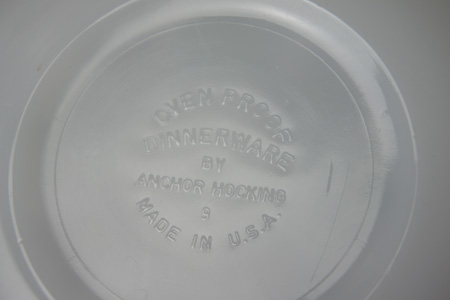 OVEN PROOF
DINNERWARE
BY
ANCHOR HOCKING
9
MADE IN U.S.A.